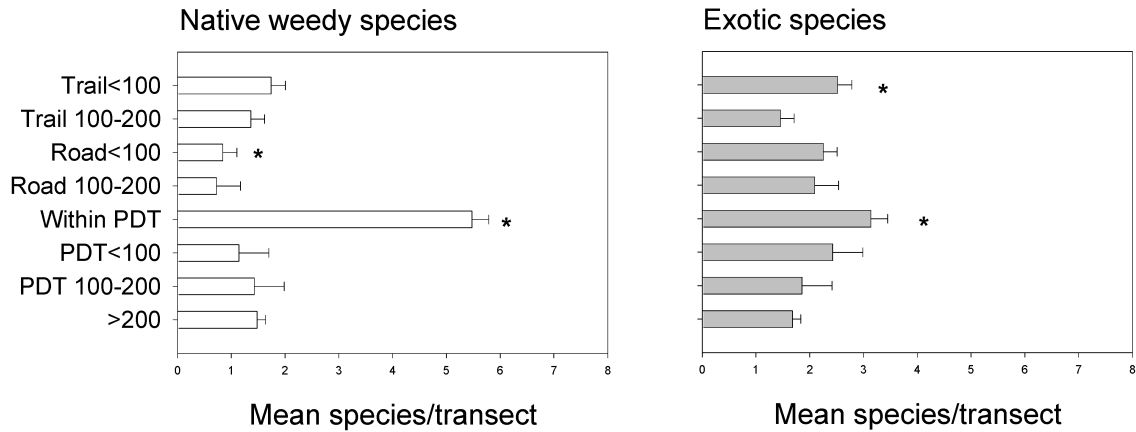 Native weedy species
Exotic species
Trail<100
*
Trail 100-200
Road<100
*
Road 100-200
Within PDT
*
*
PDT<100
PDT 100-200
>200
0 1 2 3 4 5 6 7 8
0 1 2 3 4 5 6 7 8
Mean species/transect
Mean species/transect